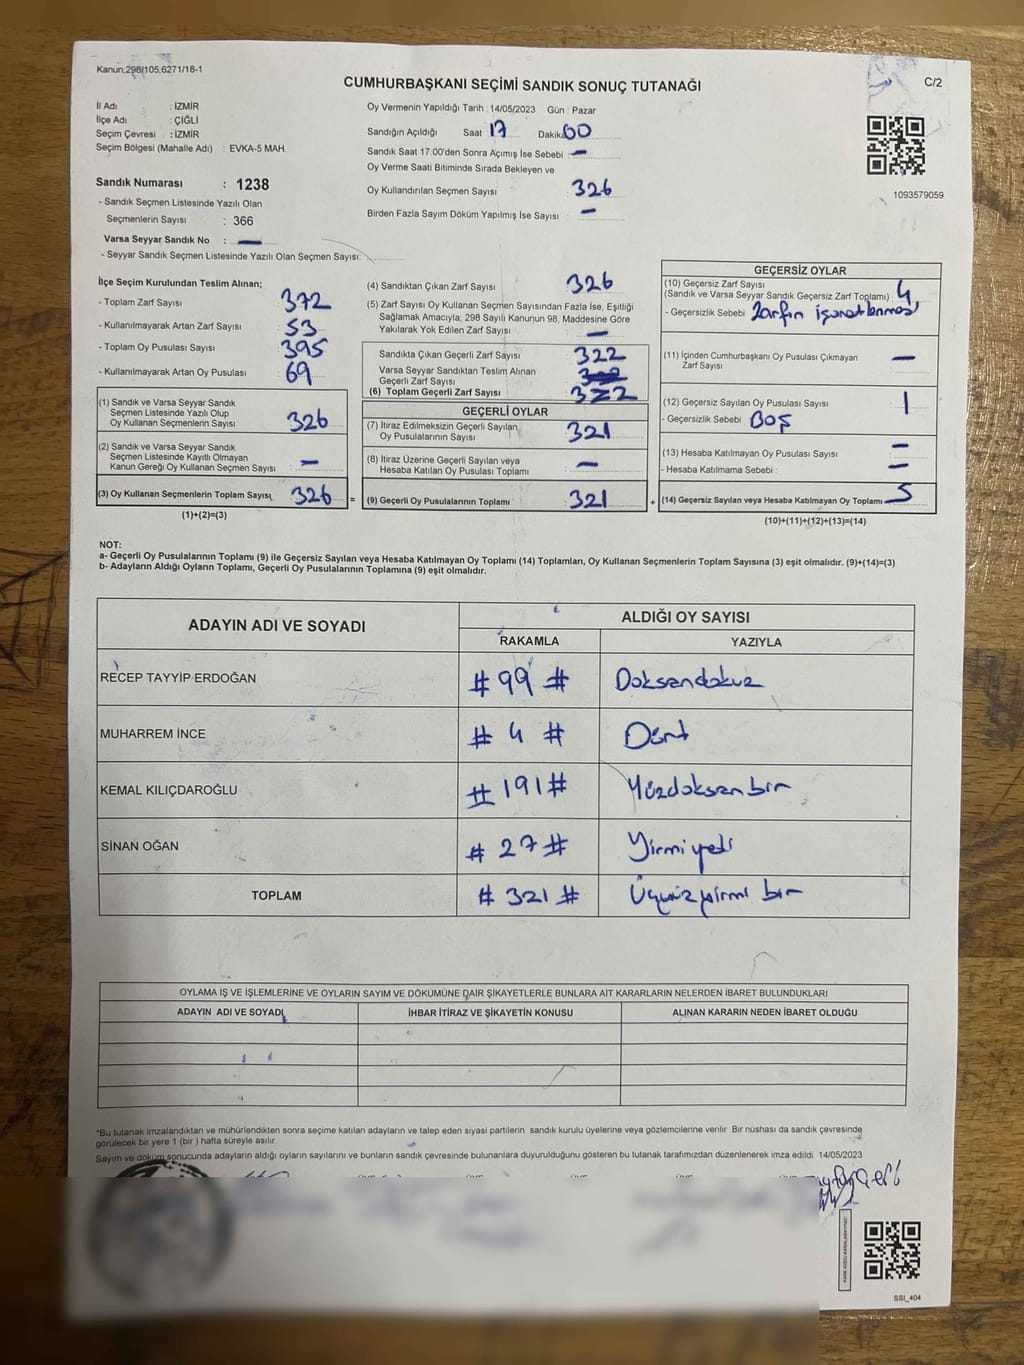 Kanun:298/105,6271/18-1
CUMHURBAŞKANI SEÇİMİ SANDIK SONUÇ TUTANAĞI
C/2
İl Adı : İZMİR
İlçe Adı : ÇİĞLİ
Seçim Çevresi : İZMİR
Seçim Bölgesi (Mahalle Adı) : EVKA-5 MAH.
Oy Vermenin Yapıldığı Tarih : 14/05/2023 Gün : Pazar
Sandığın Açıldığı Saat 17 Dakika 00
Sandık Saat 17:00'den Sonra Açımış İse Sebebi : —
Oy Verme Saati Bitiminde Sırada Bekleyen ve
Oy Kullandırılan Seçmen Sayısı 326
Birden Fazla Sayım Döküm Yapılmış İse Sayısı : —
1093579059
Sandık Numarası : 1238
- Sandık Seçmen Listesinde Yazılı Olan
Seçmenlerin Sayısı : 366
Varsa Seyyar Sandık No : —
- Seyyar Sandık Seçmen Listesinde Yazılı Olan Seçmen Sayısı:
İlçe Seçim Kurulundan Teslim Alınan;
- Toplam Zarf Sayısı 372
- Kullanılmayarak Artan Zarf Sayısı : 53
- Toplam Oy Pusulası Sayısı : 395
- Kullanılmayarak Artan Oy Pusulası 69
(1) Sandık ve Varsa Seyyar Sandık
Seçmen Listesinde Yazılı Olup
Oy Kullanan Seçmenlerin Sayısı : 326
(2) Sandık ve Varsa Seyyar Sandık
Seçmen Listesinde Kayıtlı Olmayan
Kanun Gereği Oy Kullanan Seçmen Sayısı : —
(3) Oy Kullanan Seçmenlerin Toplam Sayısı 326 =
(1)+(2)=(3)
(4) Sandıktan Çıkan Zarf Sayısı 326
(5) Zarf Sayısı Oy Kullanan Seçmen Sayısından Fazla İse, Eşitliği
Sağlamak Amacıyla; 298 Sayılı Kanunun 98. Maddesine Göre
Yakılarak Yok Edilen Zarf Sayısı : —
Sandıkta Çıkan Geçerli Zarf Sayısı 322
Varsa Seyyar Sandıktan Teslim Alınan
Geçerli Zarf Sayısı
(6) Toplam Geçerli Zarf Sayısı 322
GEÇERLİ OYLAR
(7) İtiraz Edilmeksizin Geçerli Sayılan
Oy Pusulalarının Sayısı : 321
(8) İtiraz Üzerine Geçerli Sayılan veya
Hesaba Katılan Oy Pusulası Toplamı : —
(9) Geçerli Oy Pusulalarının Toplamı : 321 +
GEÇERSİZ OYLAR
(10) Geçersiz Zarf Sayısı
(Sandık ve Varsa Seyyar Sandık Geçersiz Zarf Toplamı) : 4
- Geçersizlik Sebebi Zarfın işaretlenmesi
(11) İçinden Cumhurbaşkanı Oy Pusulası Çıkmayan
Zarf Sayısı —
(12) Geçersiz Sayılan Oy Pusulası Sayısı 1
- Geçersizlik Sebebi BOŞ
(13) Hesaba Katılmayan Oy Pusulası Sayısı —
- Hesaba Katılmama Sebebi : —
(14) Geçersiz Sayılan veya Hesaba Katılmayan Oy Toplamı 5
(10)+(11)+(12)+(13)=(14)
NOT:
a- Geçerli Oy Pusulalarının Toplamı (9) ile Geçersiz Sayılan veya Hesaba Katılmayan Oy Toplamı (14) Toplamları, Oy Kullanan Seçmenlerin Toplam Sayısına (3) eşit olmalıdır. (9)+(14)=(3)
b- Adayların Aldığı Oyların Toplamı, Geçerli Oy Pusulalarının Toplamına (9) eşit olmalıdır.
ADAYIN ADI VE SOYADI
ALDIĞI OY SAYISI
RAKAMLA YAZIYLA
RECEP TAYYİP ERDOĞAN # 99 # Doksandokuz
MUHARREM İNCE # 4 # Dört
KEMAL KILIÇDAROĞLU # 191 # Yüzdoksanbir
SİNAN OĞAN # 27 # Yirmiyedi
TOPLAM # 321 # Üçyüzyirmi bir
OYLAMA İŞ VE İŞLEMLERİNE VE OYLARIN SAYIM VE DÖKÜMÜNE DAİR ŞİKAYETLERLE BUNLARA AİT KARARLARIN NELERDEN İBARET BULUNDUKLARI
ADAYIN ADI VE SOYADI İHBAR İTİRAZ VE ŞİKAYETİN KONUSU ALINAN KARARIN NEDEN İBARET OLDUĞU
*Bu tutanak imzalandıktan ve mühürlendikten sonra seçime katılan adayların ve talep eden siyasi partilerin sandık kurulu üyelerine veya gözlemcilerine verilir. Bir nüshası da sandık çevresinde
görülecek bir yere 1 (bir ) hafta süreyle asılır.
Sayım ve döküm sonucunda adayların aldığı oyların sayılarını ve bunların sandık çevresinde bulunanlara duyurulduğunu gösteren bu tutanak tarafımızdan düzenlenerek imza edildi. 14/05/2023
SSI_404